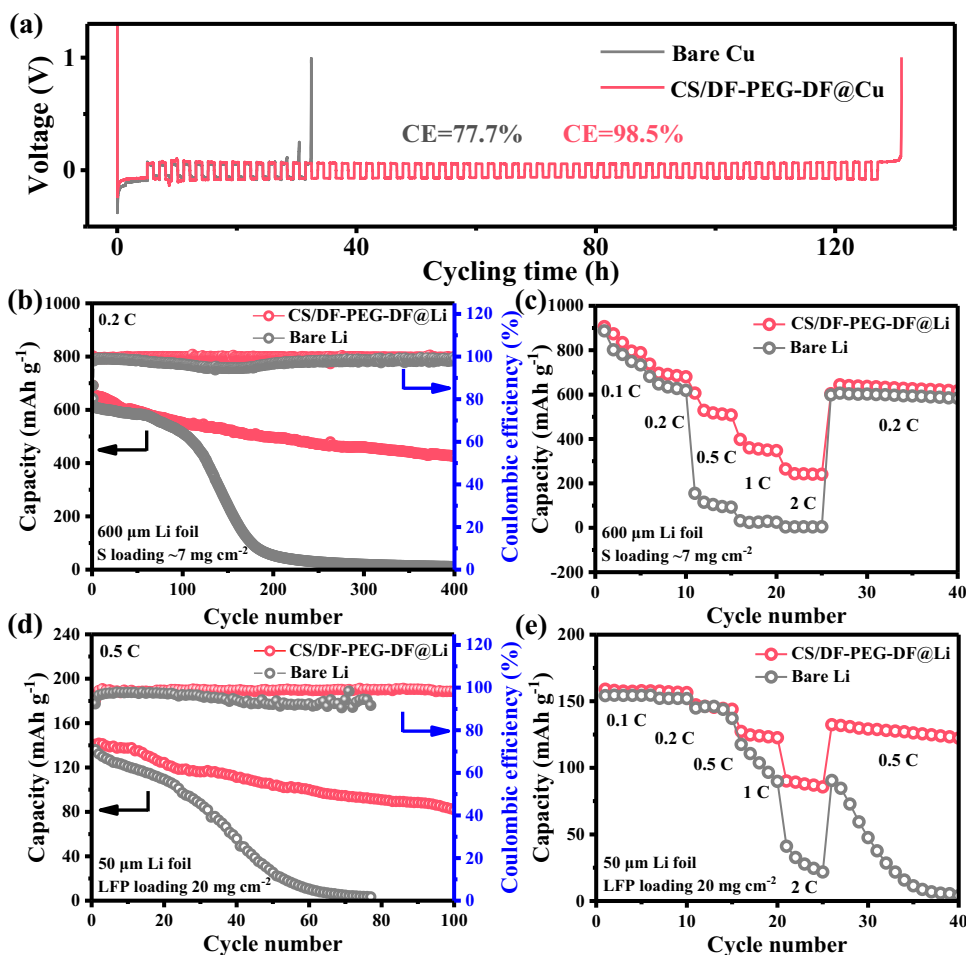 (a)
Voltage (V)
1
0
Bare Cu
CS/DF-PEG-DF@Cu
CE=77.7% CE=98.5%
0 40 80 120
Cycling time (h)
(b)
Capacity (mAh g⁻¹)
1000
800
600
400
200
0
0.2 C
CS/DF-PEG-DF@Li
Bare Li
600 µm Li foil
S loading ~7 mg cm⁻²
120
100
80
60
40
20
0
Coulombic efficiency (%)
0 100 200 300 400
Cycle number
(c)
Capacity (mAh g⁻¹)
1000
800
600
400
200
0
-200
CS/DF-PEG-DF@Li
Bare Li
0.1 C
0.2 C
0.5 C
1 C
2 C
0.2 C
600 µm Li foil
S loading ~7 mg cm⁻²
0 10 20 30 40
Cycle number
(d)
Capacity (mAh g⁻¹)
240
200
160
120
80
40
0
0.5 C
CS/DF-PEG-DF@Li
Bare Li
50 µm Li foil
LFP loading 20 mg cm⁻²
120
100
80
60
40
20
0
Coulombic efficiency (%)
0 20 40 60 80 100
Cycle number
(e)
Capacity (mAh g⁻¹)
200
150
100
50
0
CS/DF-PEG-DF@Li
Bare Li
0.1 C
0.2 C
0.5 C
1 C
2 C
0.5 C
50 µm Li foil
LFP loading 20 mg cm⁻²
0 10 20 30 40
Cycle number